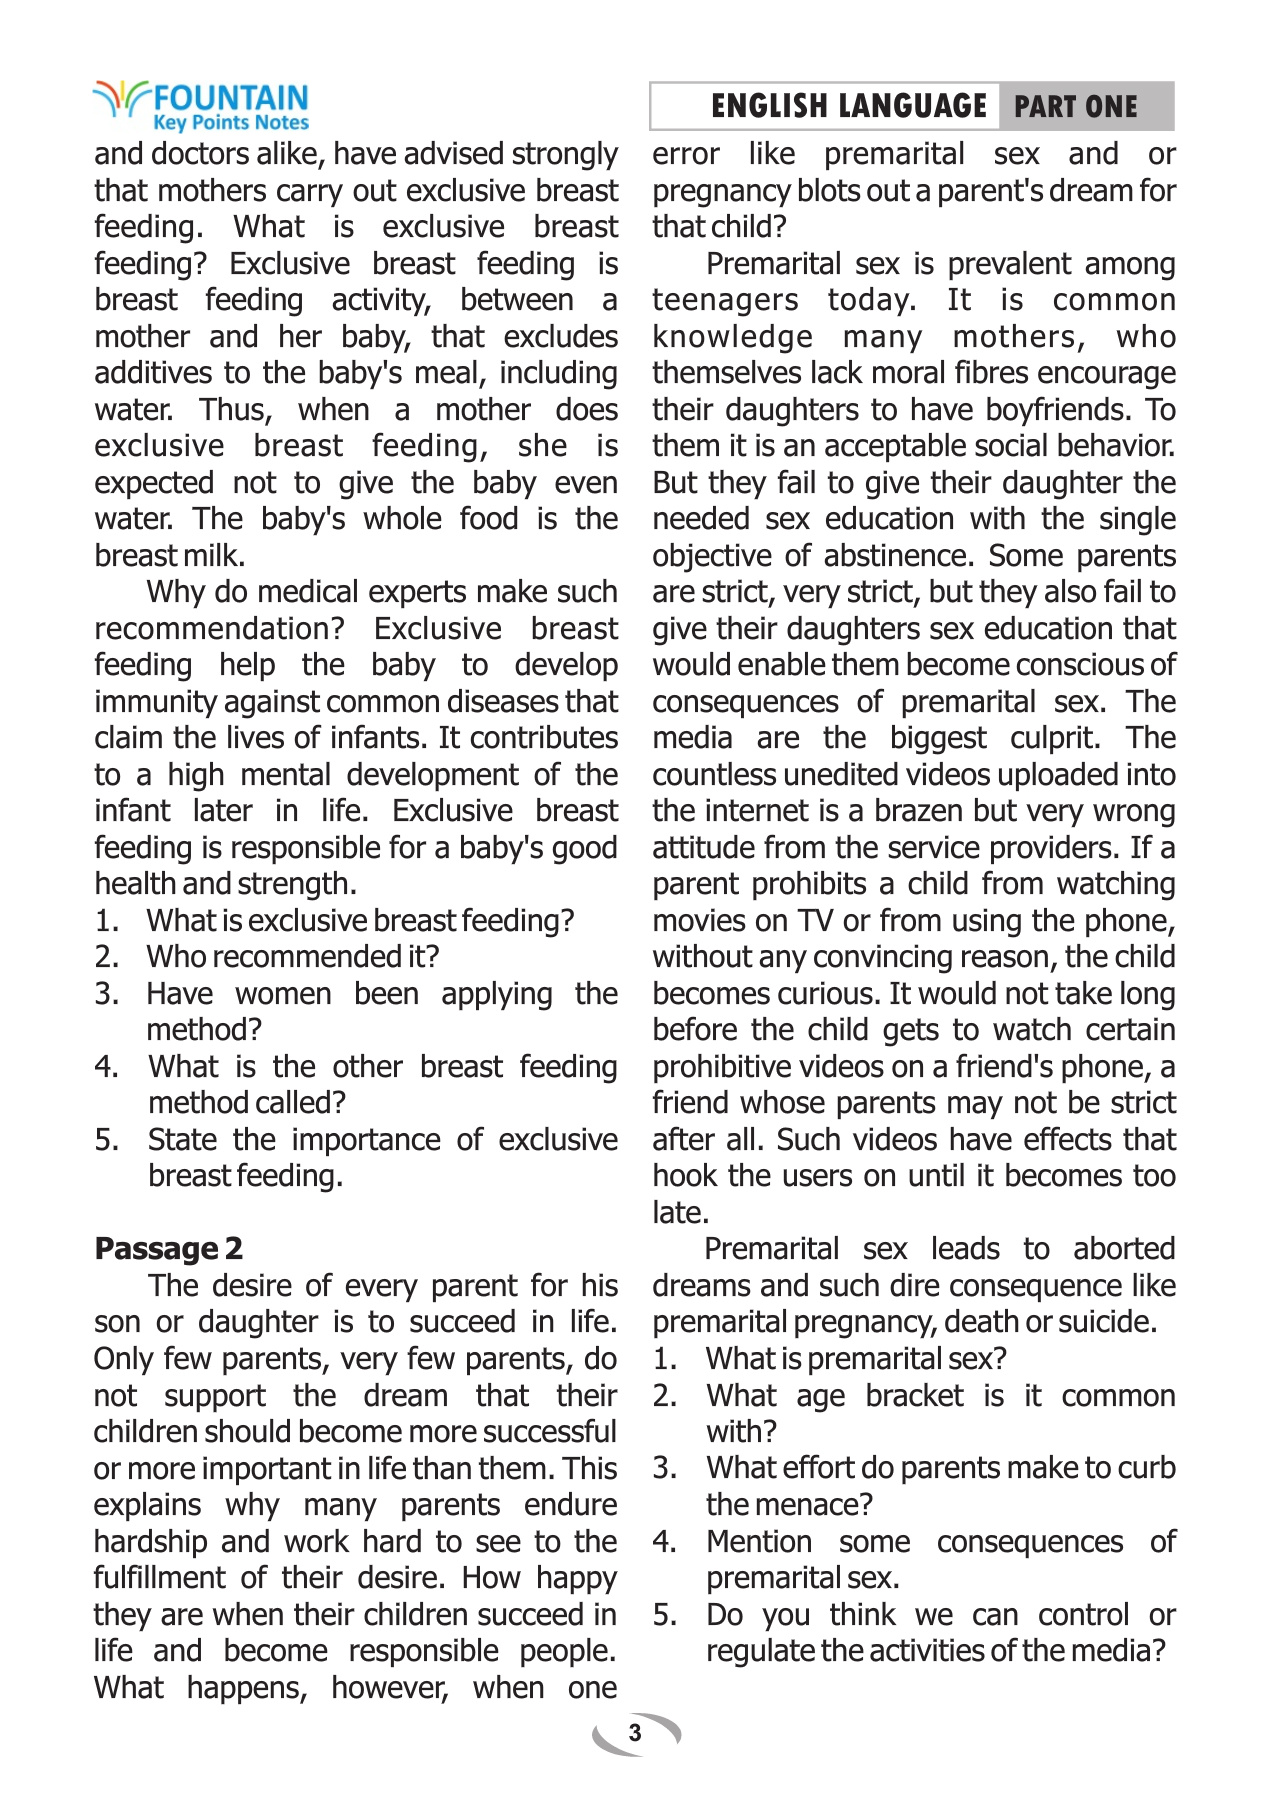 FOUNTAIN
Key Points Notes
ENGLISH LANGUAGE PART ONE
and doctors alike, have advised strongly
that mothers carry out exclusive breast
feeding. What is exclusive breast
feeding? Exclusive breast feeding is
breast feeding activity, between a
mother and her baby, that excludes
additives to the baby's meal, including
water. Thus, when a mother does
exclusive breast feeding, she is
expected not to give the baby even
water. The baby's whole food is the
breast milk.
Why do medical experts make such
recommendation? Exclusive breast
feeding help the baby to develop
immunity against common diseases that
claim the lives of infants. It contributes
to a high mental development of the
infant later in life. Exclusive breast
feeding is responsible for a baby's good
health and strength.
1. What is exclusive breast feeding?
2. Who recommended it?
3. Have women been applying the
method?
4. What is the other breast feeding
method called?
5. State the importance of exclusive
breast feeding.
Passage 2
The desire of every parent for his
son or daughter is to succeed in life.
Only few parents, very few parents, do
not support the dream that their
children should become more successful
or more important in life than them. This
explains why many parents endure
hardship and work hard to see to the
fulfillment of their desire. How happy
they are when their children succeed in
life and become responsible people.
What happens, however, when one
error like premarital sex and or
pregnancy blots out a parent's dream for
that child?
Premarital sex is prevalent among
teenagers today. It is common
knowledge many mothers, who
themselves lack moral fibres encourage
their daughters to have boyfriends. To
them it is an acceptable social behavior.
But they fail to give their daughter the
needed sex education with the single
objective of abstinence. Some parents
are strict, very strict, but they also fail to
give their daughters sex education that
would enable them become conscious of
consequences of premarital sex. The
media are the biggest culprit. The
countless unedited videos uploaded into
the internet is a brazen but very wrong
attitude from the service providers. If a
parent prohibits a child from watching
movies on TV or from using the phone,
without any convincing reason, the child
becomes curious. It would not take long
before the child gets to watch certain
prohibitive videos on a friend's phone, a
friend whose parents may not be strict
after all. Such videos have effects that
hook the users on until it becomes too
late.
Premarital sex leads to aborted
dreams and such dire consequence like
premarital pregnancy, death or suicide.
1. What is premarital sex?
2. What age bracket is it common
with?
3. What effort do parents make to curb
the menace?
4. Mention some consequences of
premarital sex.
5. Do you think we can control or
regulate the activities of the media?
3